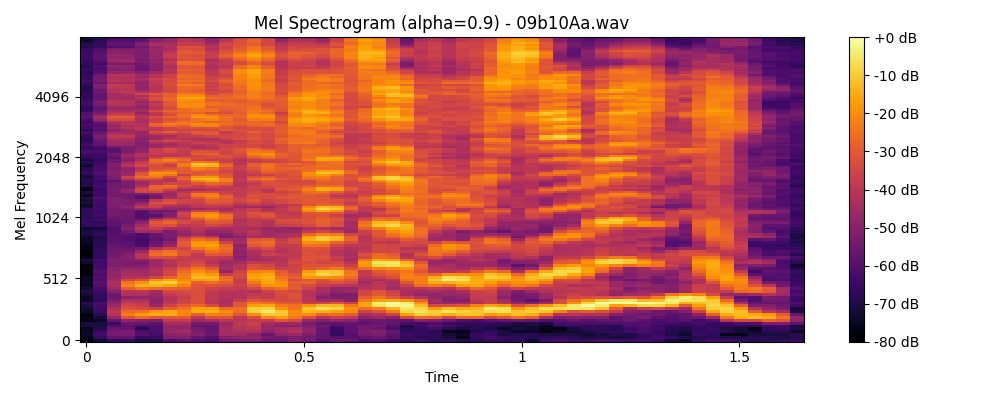 Mel Spectrogram (alpha=0.9) - 09b10Aa.wav
Mel Frequency
4096
2048
1024
512
0
0
0.5
1
1.5
Time
+0 dB
-10 dB
-20 dB
-30 dB
-40 dB
-50 dB
-60 dB
-70 dB
-80 dB